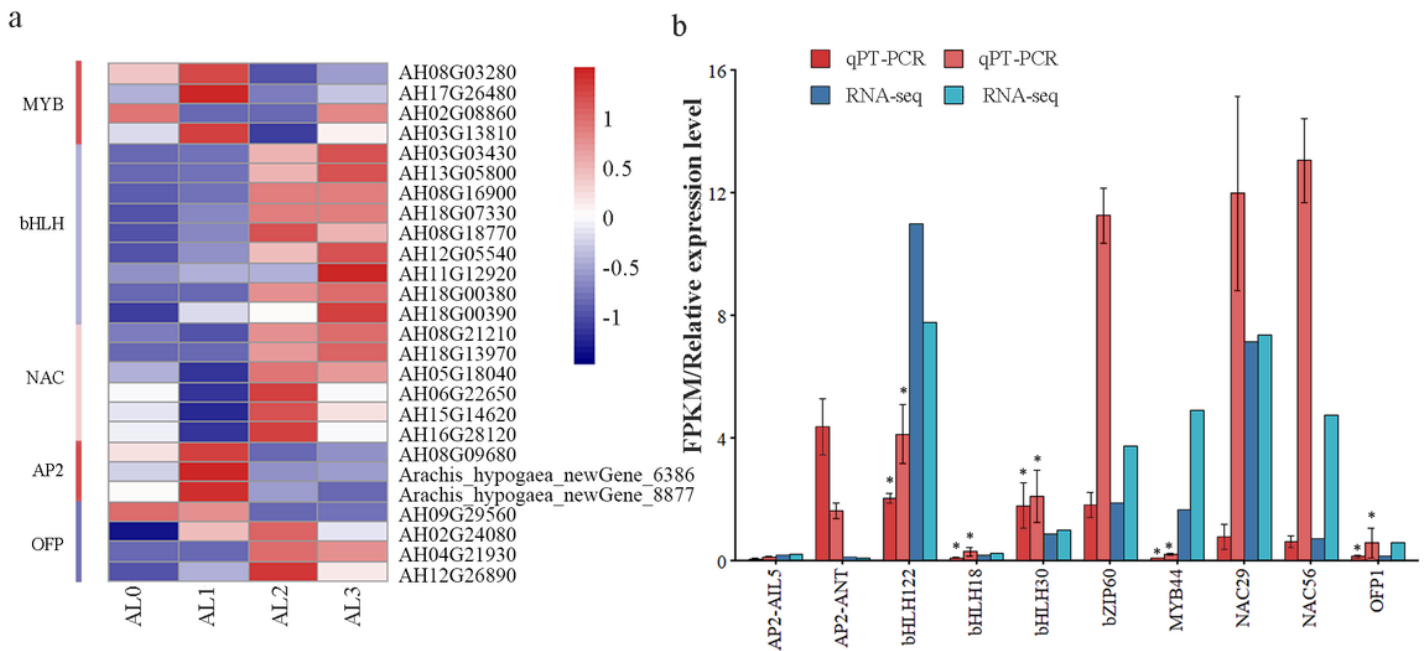 a
MYB
bHLH
NAC
AP2
OFP
AH08G03280
AH17G26480
AH02G08860
AH03G13810
AH03G03430
AH13G05800
AH08G16900
AH18G07330
AH08G18770
AH12G05540
AH11G12920
AH18G00380
AH18G00390
AH08G21210
AH18G13970
AH05G18040
AH06G22650
AH15G14620
AH16G28120
AH08G09680
Arachis_hypogaea_newGene_6386
Arachis_hypogaea_newGene_8877
AH09G29560
AH02G24080
AH04G21930
AH12G26890
AL0 AL1 AL2 AL3
1
0.5
0
-0.5
-1
b
qPT-PCR qPT-PCR
RNA-seq RNA-seq
FPKM/Relative expression level
16
12
8
4
0
* * * * * * * * * *
AP2-AIL5 AP2-ANT bHLH122 bHLH18 bHLH30 bZIP60 MYB44 NAC29 NAC56 OFP1